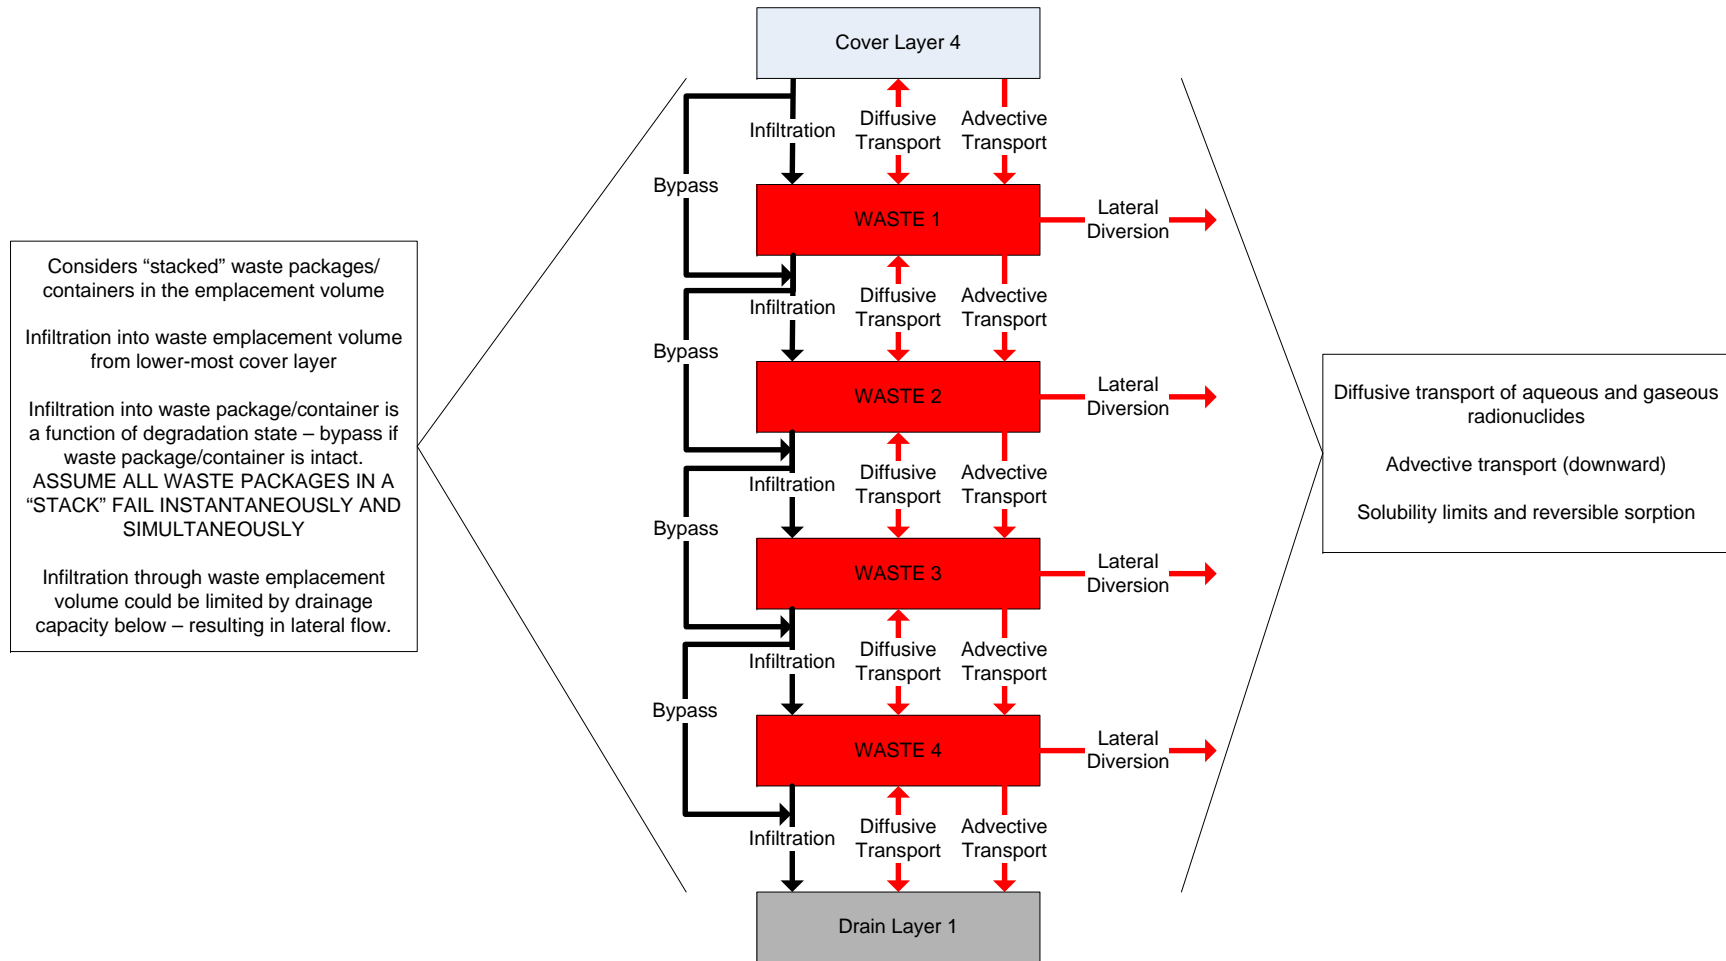 Cover Layer 4
Infiltration
Diffusive
Transport
Advective
Transport
Bypass
WASTE 1
Lateral
Diversion
Infiltration
Diffusive
Transport
Advective
Transport
Bypass
WASTE 2
Lateral
Diversion
Infiltration
Diffusive
Transport
Advective
Transport
Bypass
WASTE 3
Lateral
Diversion
Infiltration
Diffusive
Transport
Advective
Transport
Bypass
WASTE 4
Lateral
Diversion
Infiltration
Diffusive
Transport
Advective
Transport
Drain Layer 1
Considers “stacked” waste packages/
containers in the emplacement volume
Infiltration into waste emplacement volume
from lower-most cover layer
Infiltration into waste package/container is
a function of degradation state – bypass if
waste package/container is intact.
ASSUME ALL WASTE PACKAGES IN A
“STACK” FAIL INSTANTANEOUSLY AND
SIMULTANEOUSLY
Infiltration through waste emplacement
volume could be limited by drainage
capacity below – resulting in lateral flow.
Diffusive transport of aqueous and gaseous
radionuclides
Advective transport (downward)
Solubility limits and reversible sorption